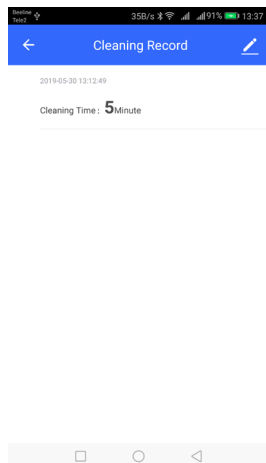 Beeline
Tele2
35B/s 91% 13:37
Cleaning Record
2019-05-30 13:12:49
Cleaning Time : 5Minute